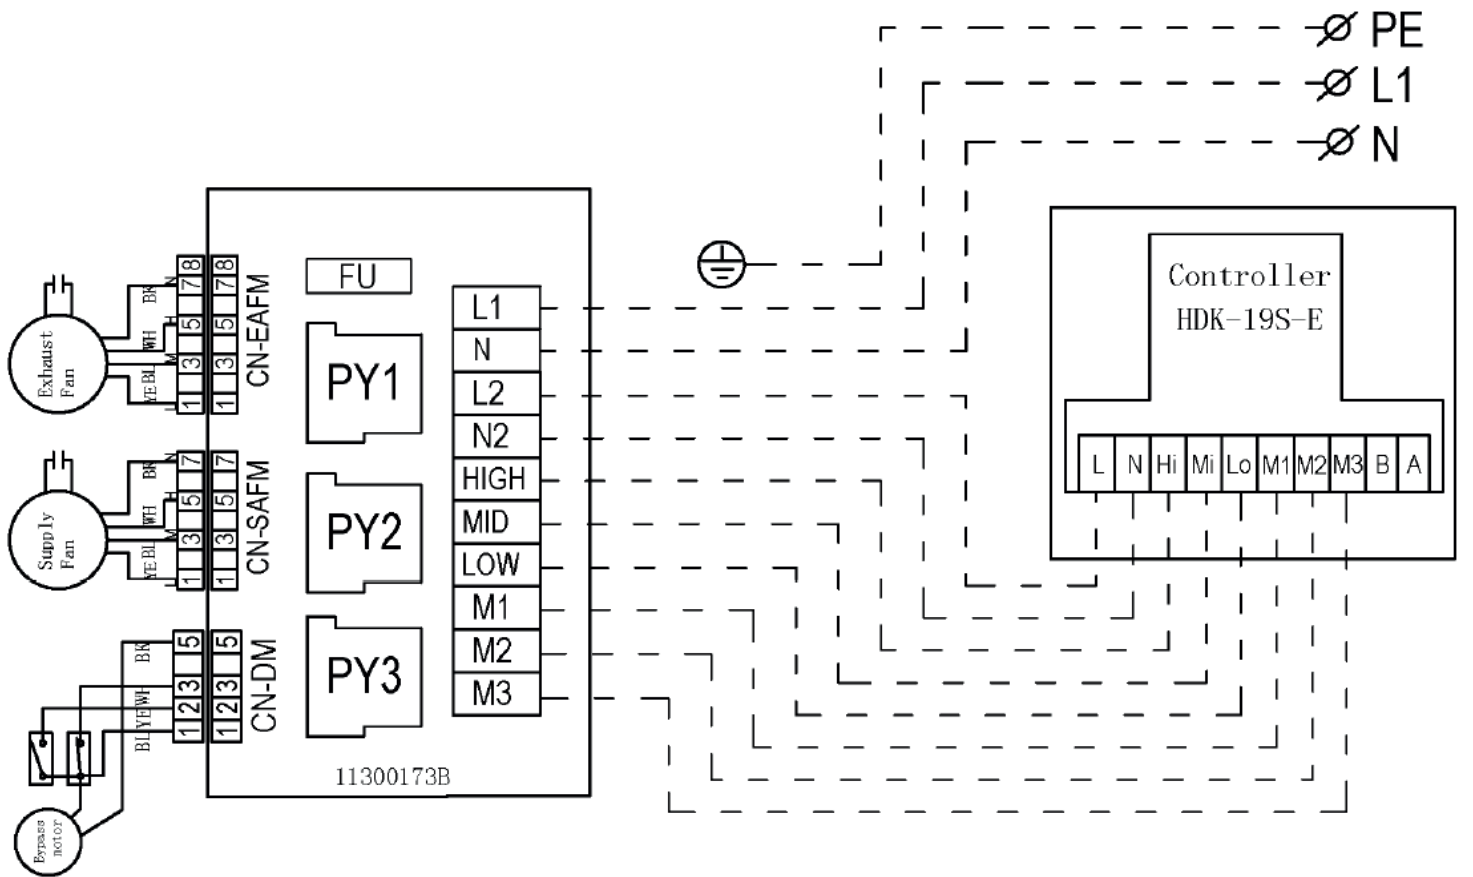 PE
L1
N
Controller
HDK-19S-E
L N Hi Mi Lo M1 M2 M3 B A
FU
PY1
PY2
PY3
11300173B
L1
N
L2
N2
HIGH
MID
LOW
M1
M2
M3
Exhaust
Fan
BK
WH
BL
YE
N
H
M
L
8 7 5 3 1
8 7 5 3 1
CN-EAFM
Supply
Fan
BK
WH
BL
YE
N
H
M
L
7 5 3 1
7 5 3 1
CN-SAFM
BK
WH
YE
BL
5 3 2 1
5 3 2 1
CN-DM
Bypass
motor